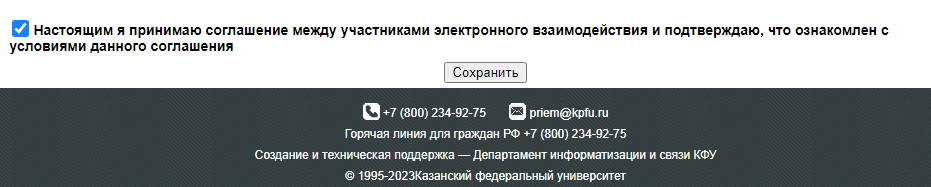 Настоящим я принимаю соглашение между участниками электронного взаимодействия и подтверждаю, что ознакомлен с
условиями данного соглашения
Сохранить
+7 (800) 234-92-75 priem@kpfu.ru
Горячая линия для граждан РФ +7 (800) 234-92-75
Создание и техническая поддержка — Департамент информатизации и связи КФУ
© 1995-2023Казанский федеральный университет